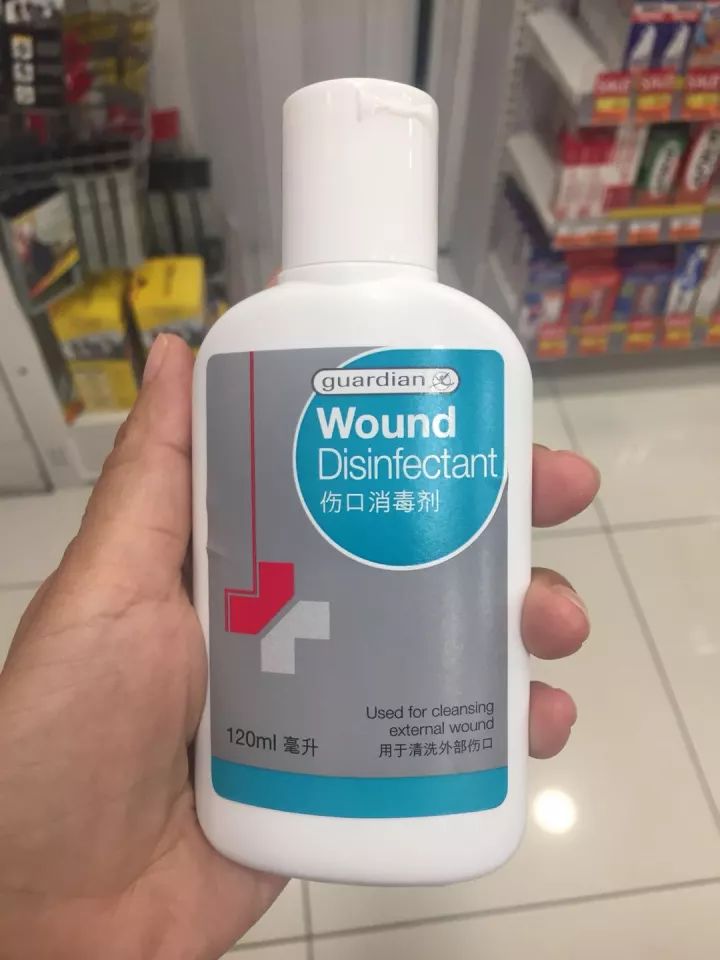 guardian
Wound
Disinfectant
伤口消毒剂
Used for cleansing
external wound
用于清洗外部伤口
120ml 毫升